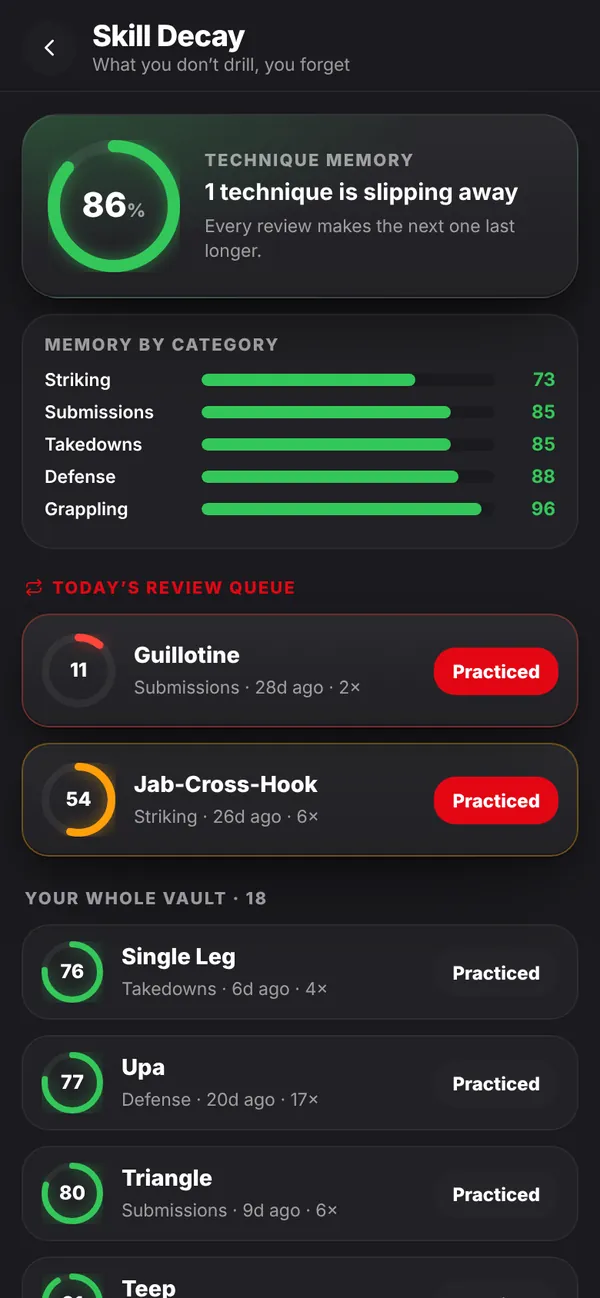 Skill Decay
What you don’t drill, you forget
86%
TECHNIQUE MEMORY
1 technique is slipping away
Every review makes the next one last
longer.
MEMORY BY CATEGORY
Striking 73
Submissions 85
Takedowns 85
Defense 88
Grappling 96
TODAY’S REVIEW QUEUE
11
Guillotine
Submissions · 28d ago · 2×
Practiced
54
Jab-Cross-Hook
Striking · 26d ago · 6×
Practiced
YOUR WHOLE VAULT · 18
76
Single Leg
Takedowns · 6d ago · 4×
Practiced
77
Upa
Defense · 20d ago · 17×
Practiced
80
Triangle
Submissions · 9d ago · 6×
Practiced
Teep